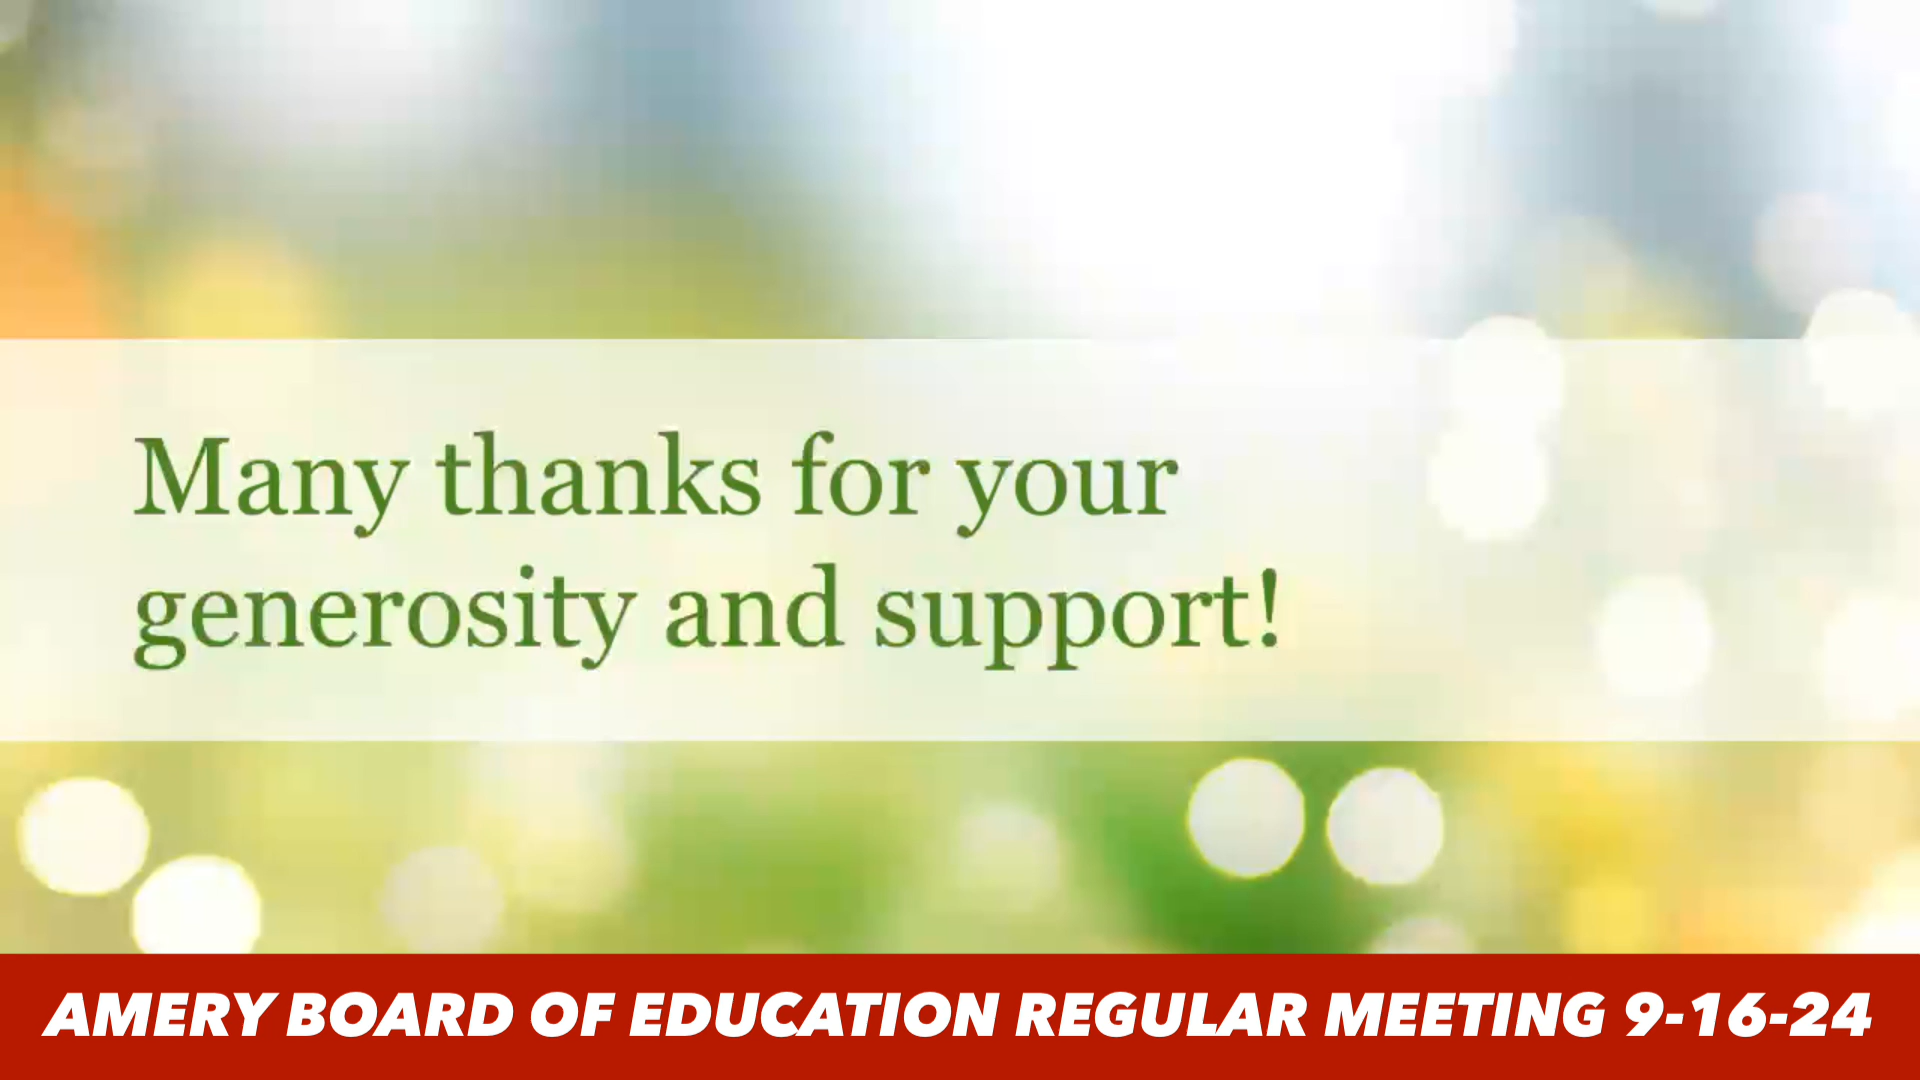 Many thanks for your
generosity and support!
AMERY BOARD OF EDUCATION REGULAR MEETING 9-16-24